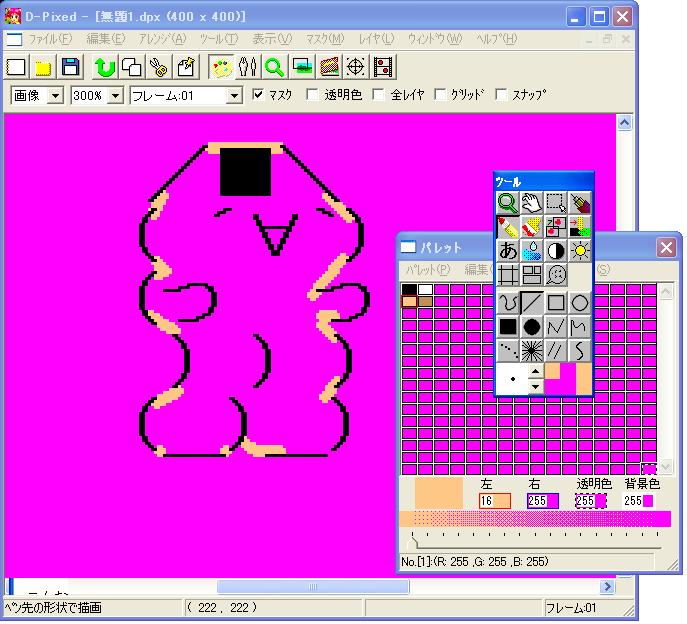 D-Pixed - [無題1.dpx (400 x 400)]
ﾌｧｲﾙ(F) 編集(E) ｱﾚﾝｼﾞ(A) ﾂｰﾙ(T) 表示(V) ﾏｽｸ(M) ﾚｲﾔ(L) ｳｨﾝﾄﾞｳ(W) ﾍﾙﾌﾟ(H)
画像 300% フレーム:01 マスク 透明色 全レイヤ ｸﾞﾘｯﾄﾞ ｽﾅｯﾌﾟ
ツール
あ
パレット
ﾊﾟﾚｯﾄ(P) 編集( (S)
左 右 透明色 背景色
16 255 255 255
No.[1]:(R: 255 ,G: 255 ,B: 255)
ﾍﾟﾝ先の形状で描画 ( 222 , 222 ) フレーム:01